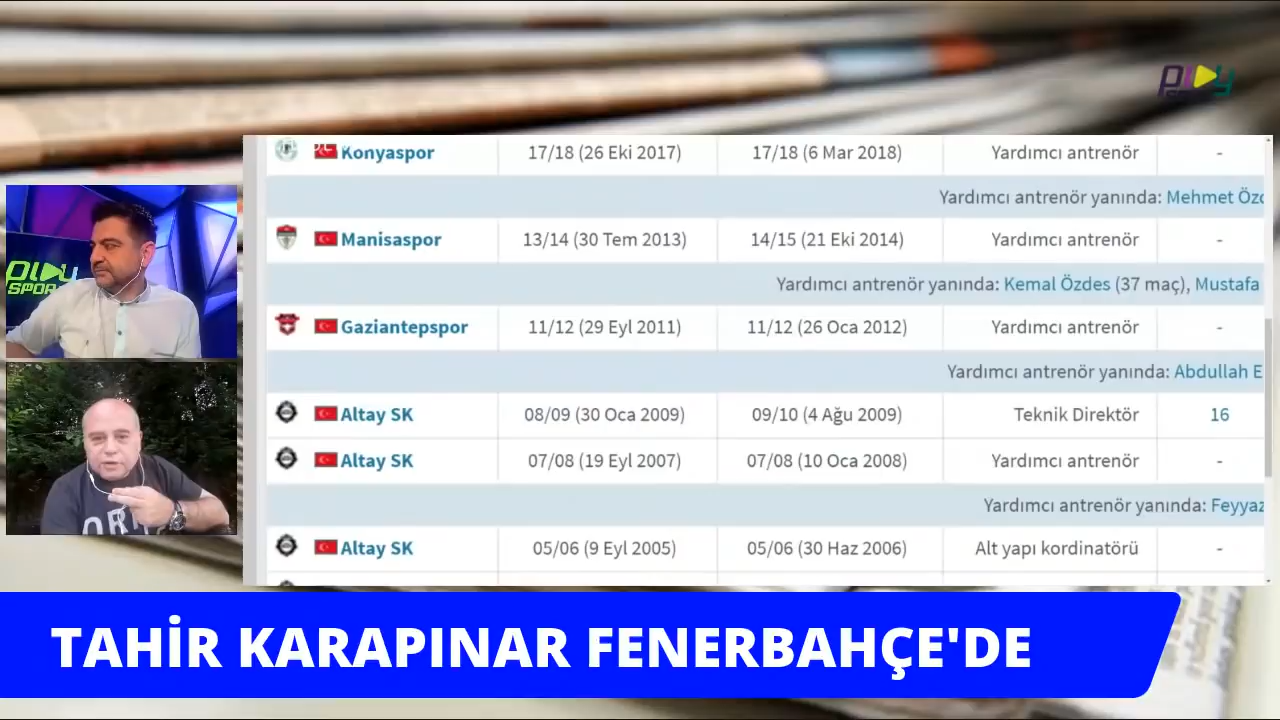 play
Konyaspor 17/18 (26 Eki 2017) 17/18 (6 Mar 2018) Yardımcı antrenör -
Yardımcı antrenör yanında: Mehmet
Manisaspor 13/14 (30 Tem 2013) 14/15 (21 Eki 2014) Yardımcı antrenör -
Yardımcı antrenör yanında: Kemal Özdes (37 maç), Mustafa
Gaziantepspor 11/12 (29 Eyl 2011) 11/12 (26 Oca 2012) Yardımcı antrenör -
Yardımcı antrenör yanında: Abdullah E
Altay SK 08/09 (30 Oca 2009) 09/10 (4 Ağu 2009) Teknik Direktör 16
Altay SK 07/08 (19 Eyl 2007) 07/08 (10 Oca 2008) Yardımcı antrenör -
Yardımcı antrenör yanında: Feyyaz
Altay SK 05/06 (9 Eyl 2005) 05/06 (30 Haz 2006) Alt yapı kordinatörü -
play
SPOR
TAHİR KARAPINAR FENERBAHÇE'DE